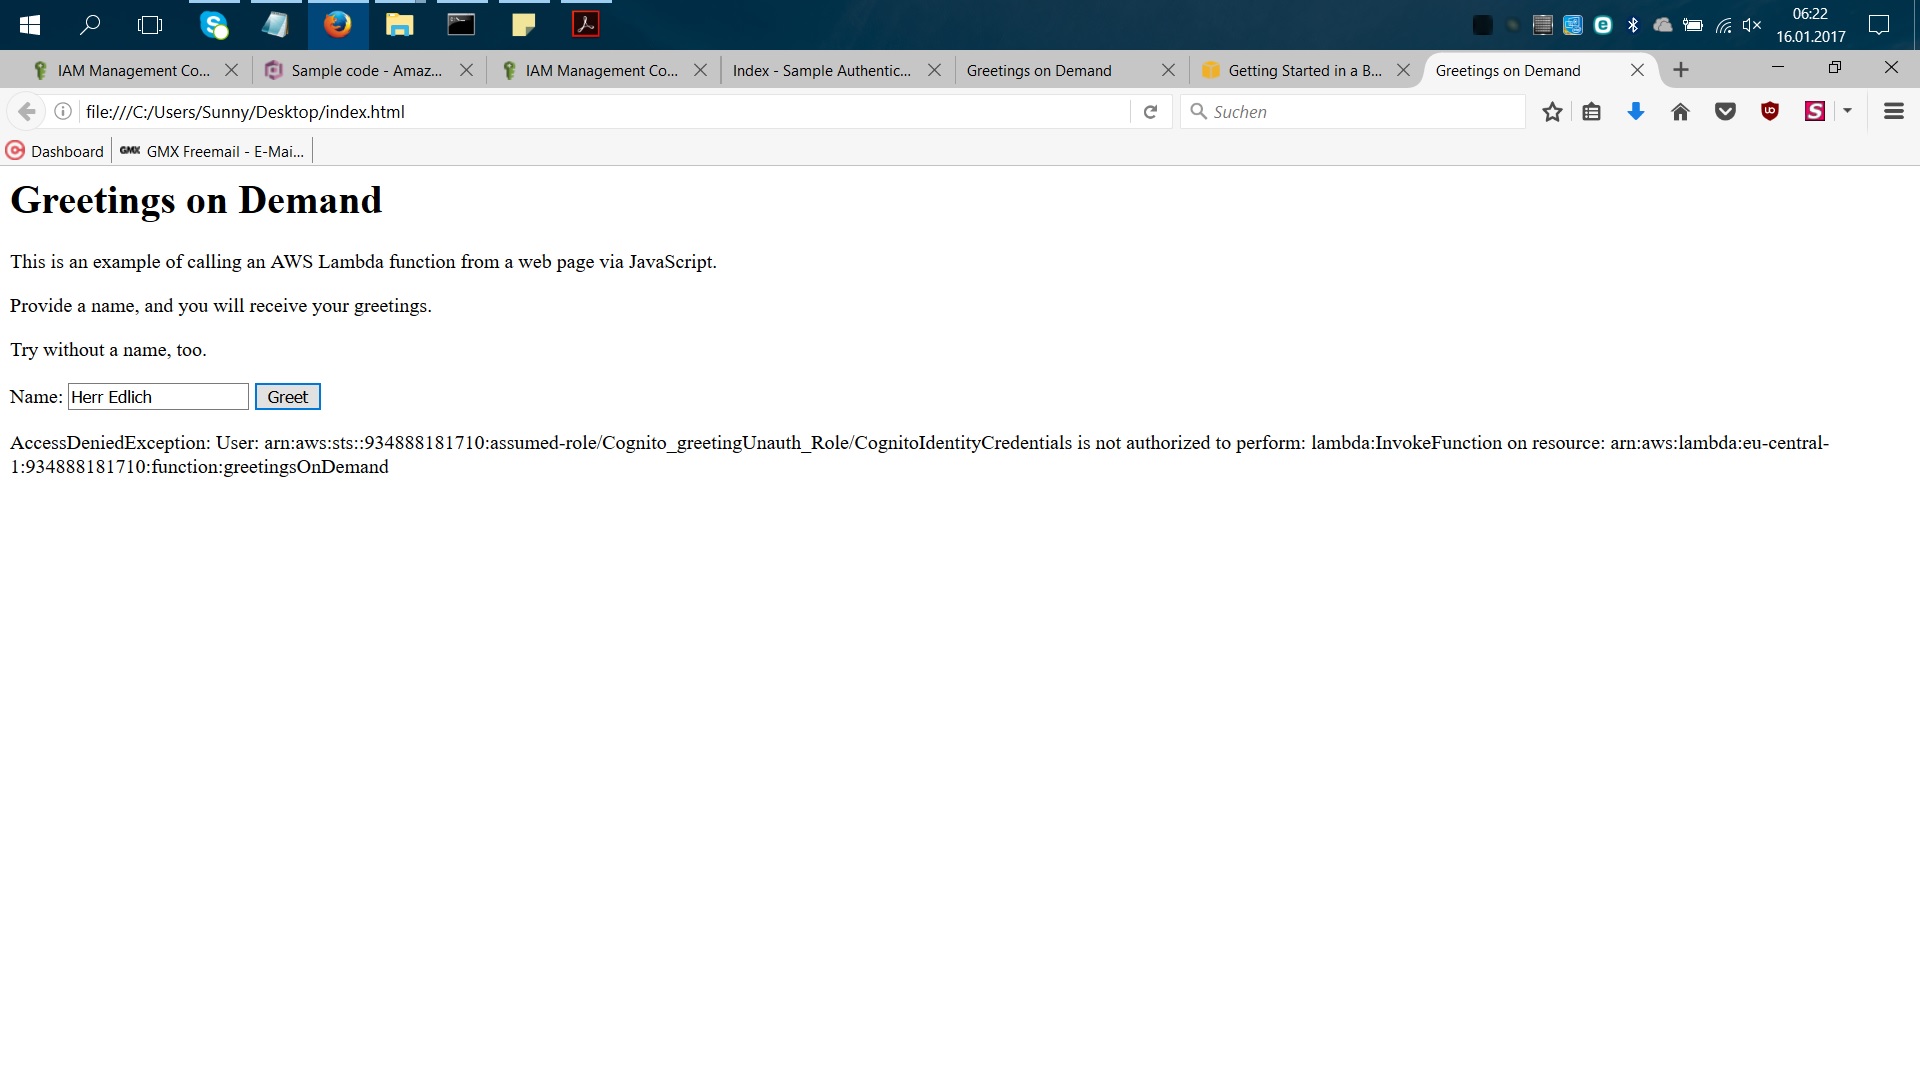 06:22
16.01.2017
IAM Management Co...
Sample code - Amaz...
IAM Management Co...
Index - Sample Authentic...
Greetings on Demand
Getting Started in a B...
Greetings on Demand
file:///C:/Users/Sunny/Desktop/index.html
Suchen
Dashboard
GMX GMX Freemail - E-Mai...
Greetings on Demand
This is an example of calling an AWS Lambda function from a web page via JavaScript.
Provide a name, and you will receive your greetings.
Try without a name, too.
Name: Herr Edlich Greet
AccessDeniedException: User: arn:aws:sts::934888181710:assumed-role/Cognito_greetingUnauth_Role/CognitoIdentityCredentials is not authorized to perform: lambda:InvokeFunction on resource: arn:aws:lambda:eu-central-
1:934888181710:function:greetingsOnDemand